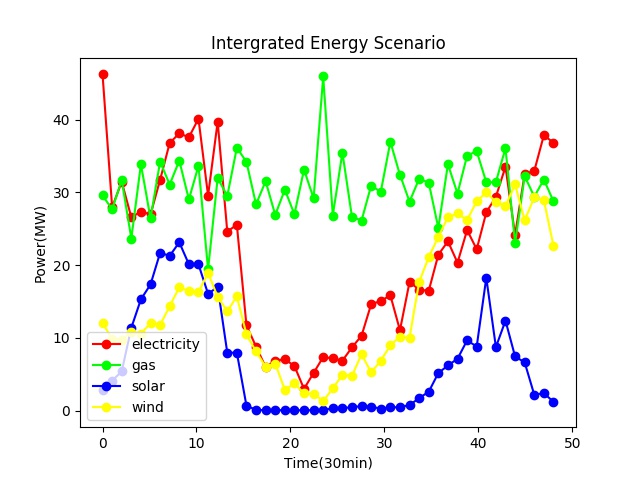 Intergrated Energy Scenario
Power(MW)
40
30
20
10
0
electricity
gas
solar
wind
0 10 20 30 40 50
Time(30min)